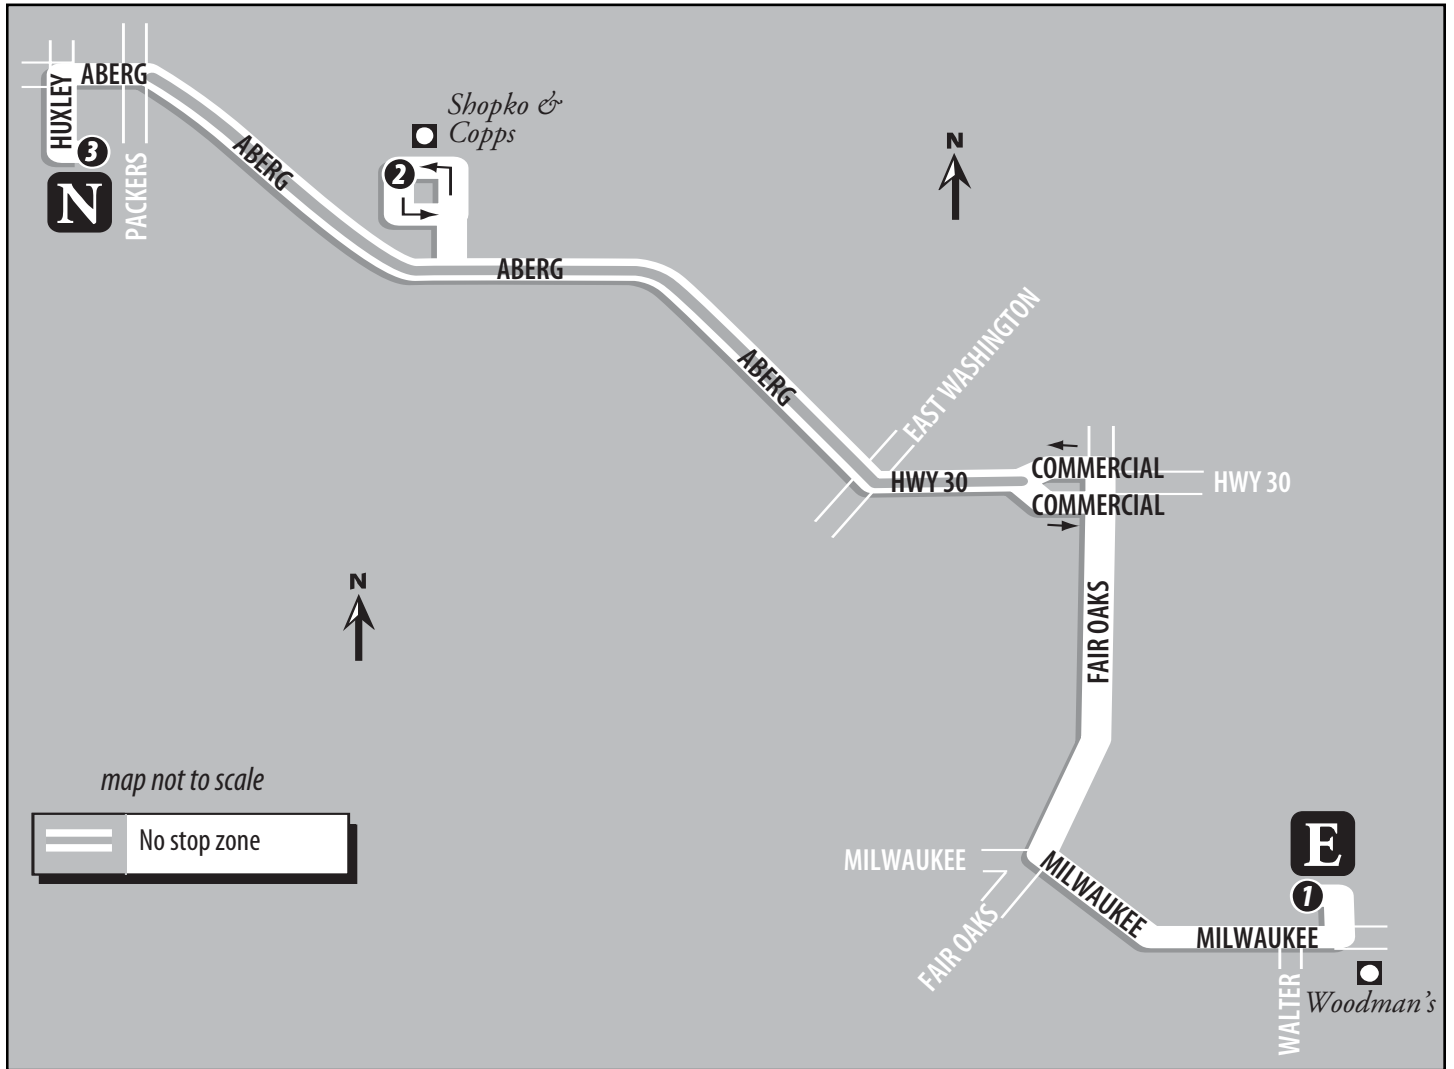 HUXLEY
ABERG
3
N
PACKERS
ABERG
Shopko &
Copps
2
N
ABERG
ABERG
EAST WASHINGTON
HWY 30
COMMERCIAL
COMMERCIAL
HWY 30
FAIR OAKS
N
map not to scale
No stop zone
MILWAUKEE
FAIR OAKS
MILWAUKEE
E
1
MILWAUKEE
WALTER
Woodman's